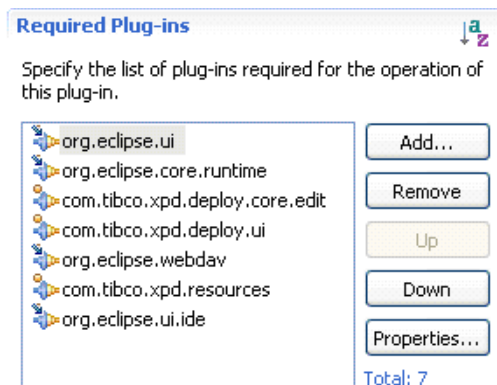 Required Plug-ins
a
z
Specify the list of plug-ins required for the operation of
this plug-in.
org.eclipse.ui
org.eclipse.core.runtime
com.tibco.xpd.deploy.core.edit
com.tibco.xpd.deploy.ui
org.eclipse.webdav
com.tibco.xpd.resources
org.eclipse.ui.ide
Add...
Remove
Up
Down
Properties...
Total: 7